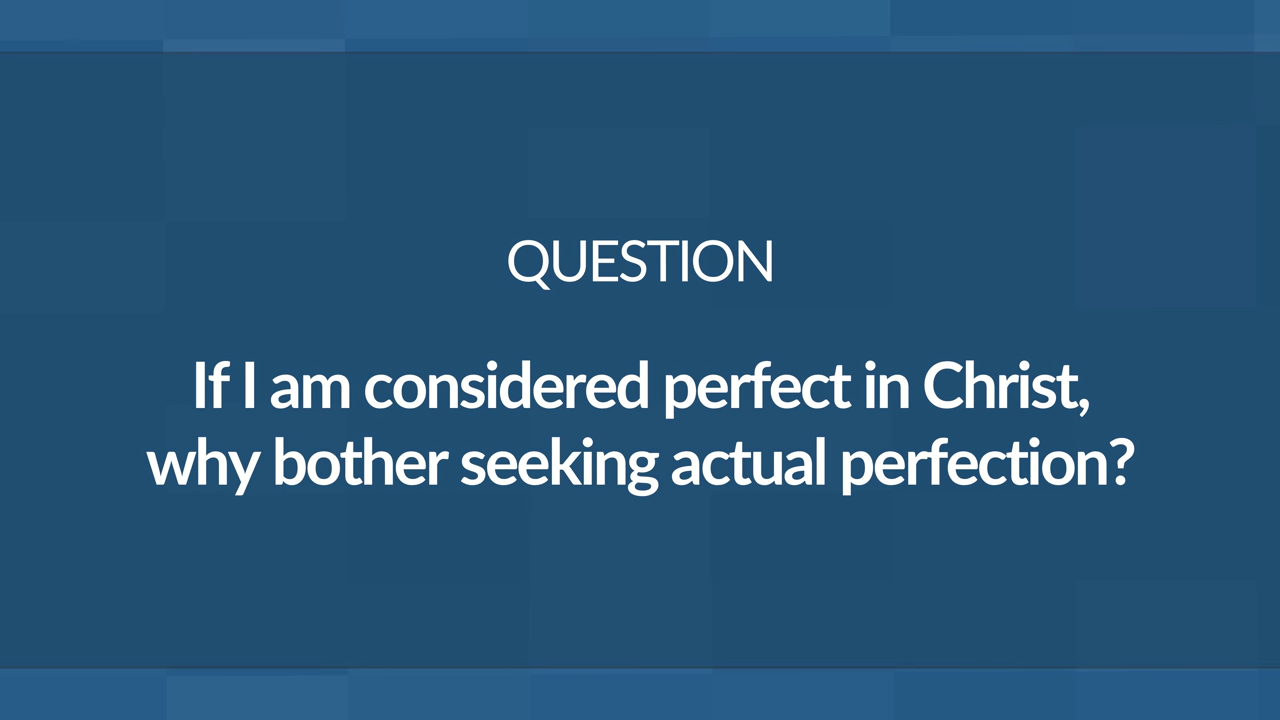 QUESTION
If I am considered perfect in Christ,
why bother seeking actual perfection?